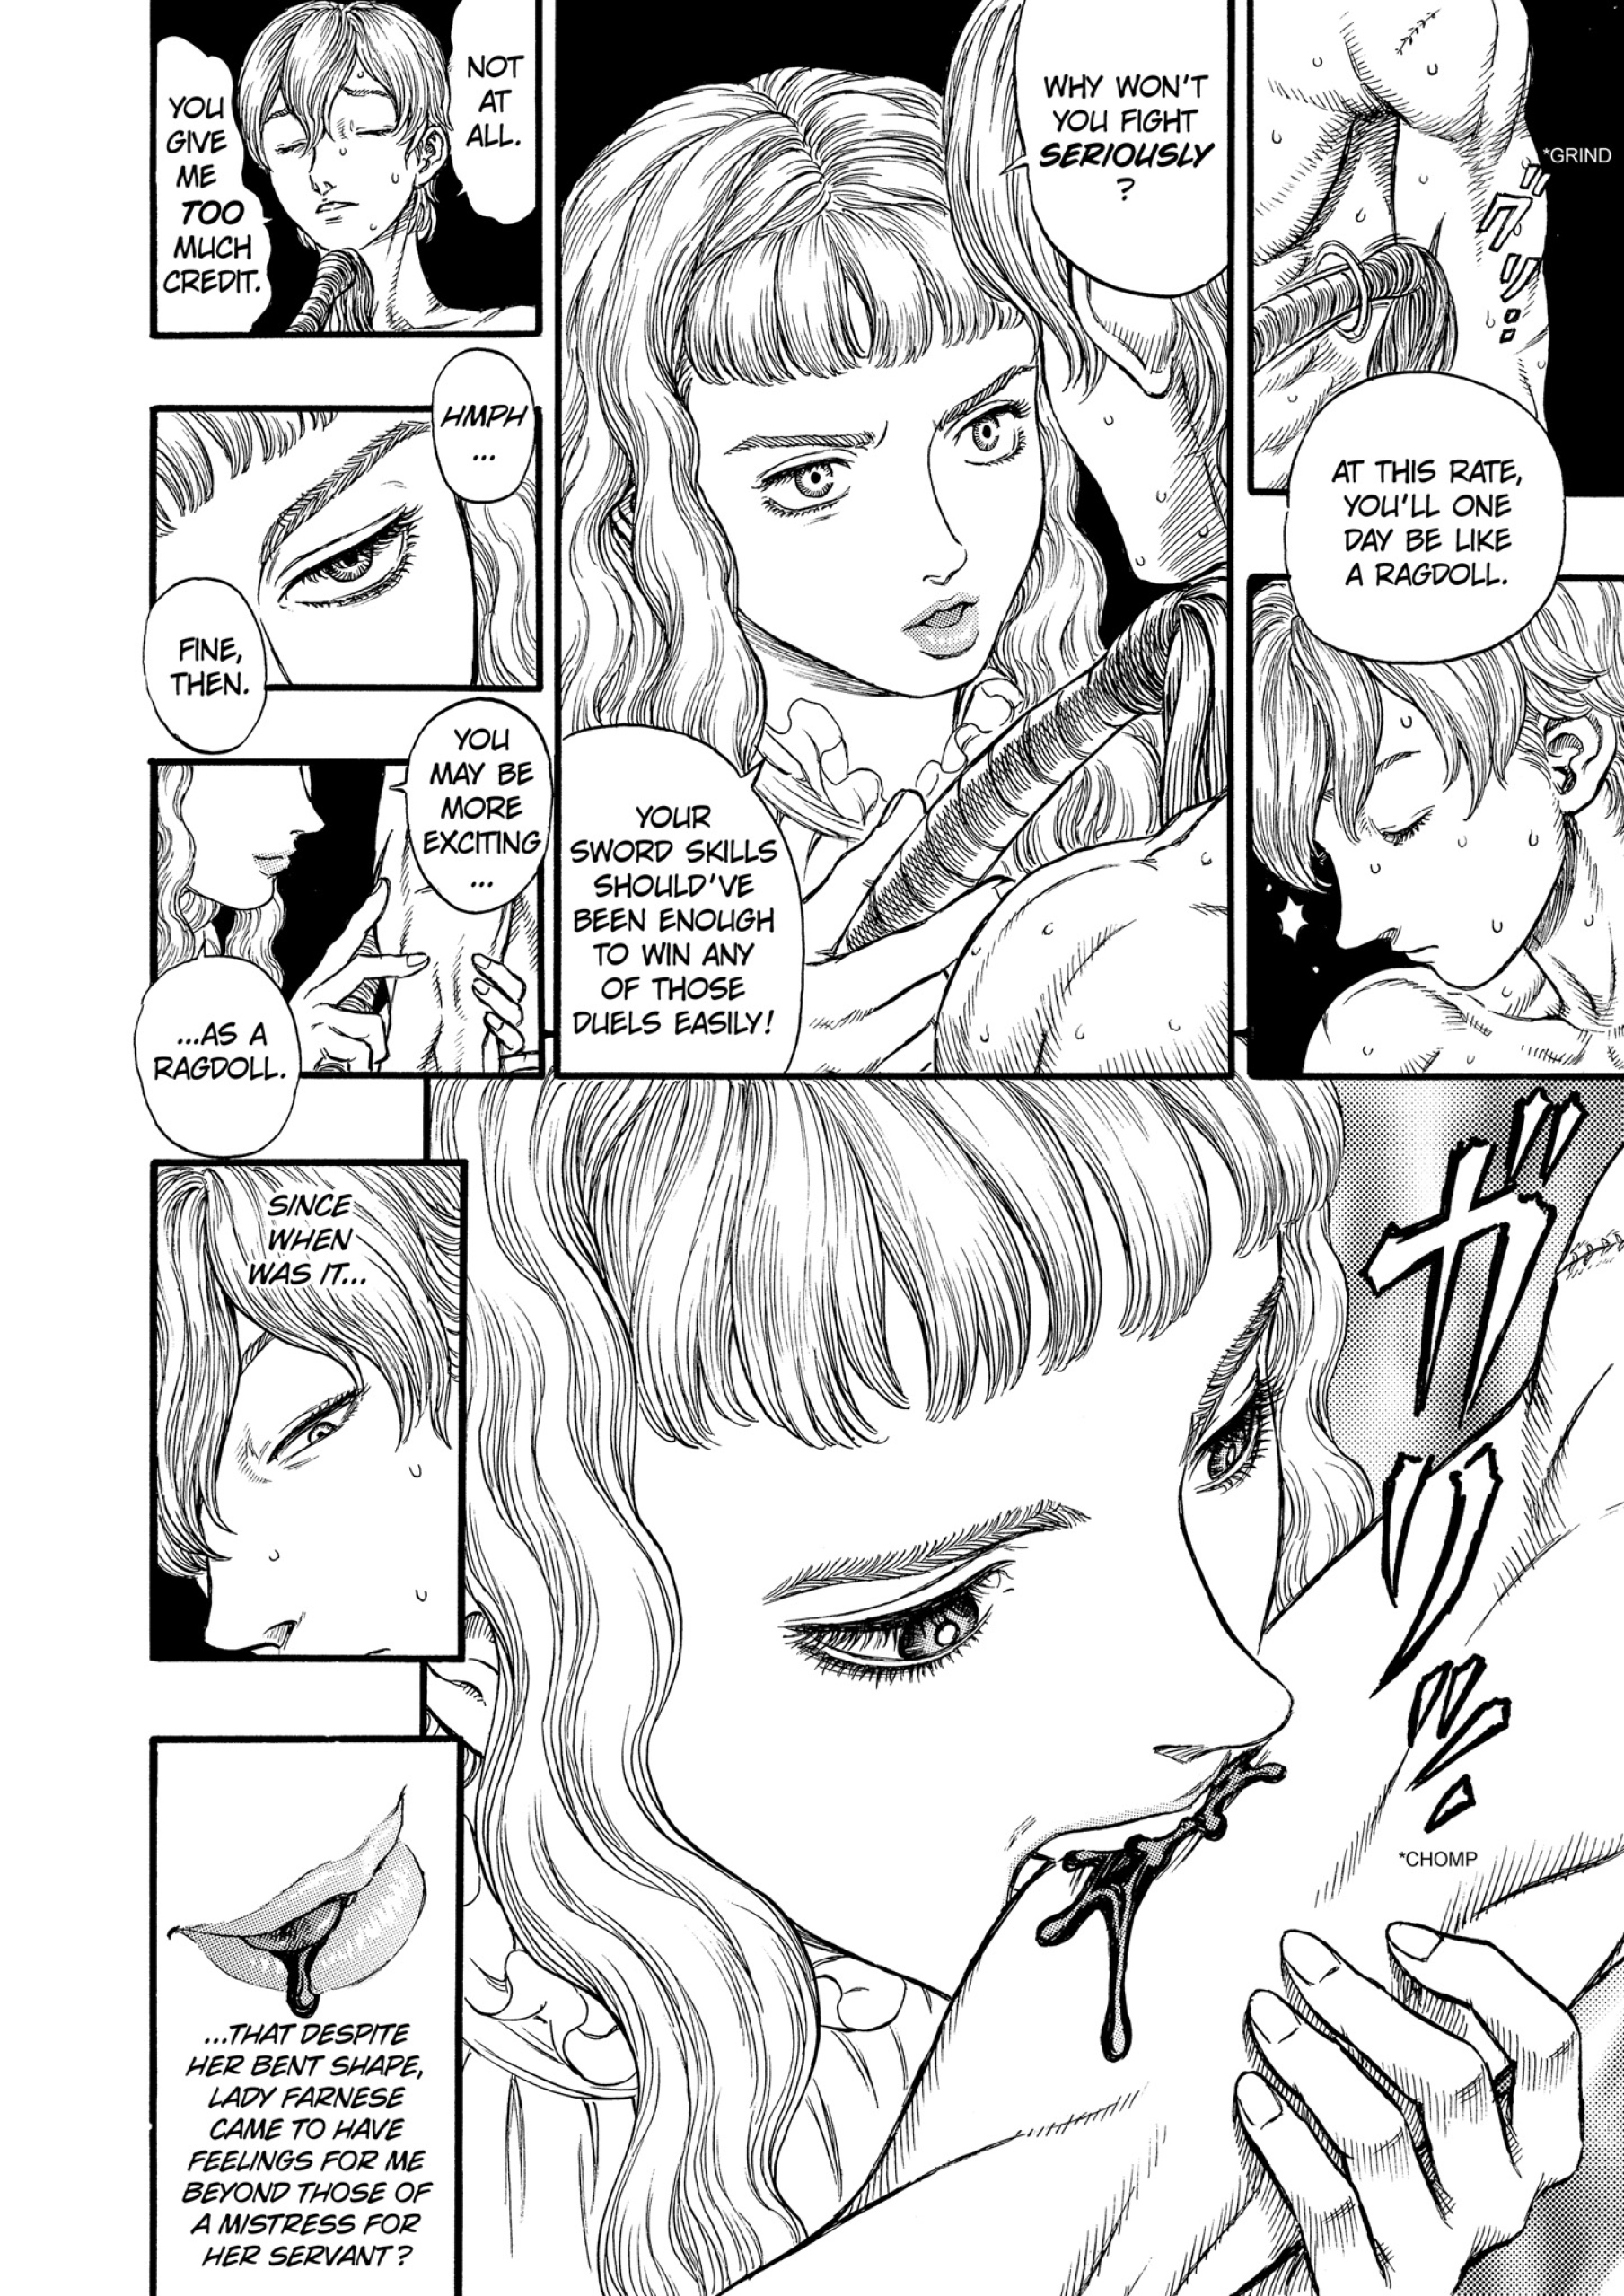 *GRIND
グリ..
AT THIS RATE,
YOU'LL ONE
DAY BE LIKE
A RAGDOLL.
WHY WON'T
YOU FIGHT
SERIOUSLY
?
YOUR
SWORD SKILLS
SHOULD'VE
BEEN ENOUGH
TO WIN ANY
OF THOSE
DUELS EASILY!
NOT
AT
ALL.
YOU
GIVE
ME
TOO
MUCH
CREDIT.
HMPH
...
FINE,
THEN.
YOU
MAY BE
MORE
EXCITING
...
...AS A
RAGDOLL.
ガリッ
*CHOMP
SINCE
WHEN
WAS IT...
...THAT DESPITE
HER BENT SHAPE,
LADY FARNESE
CAME TO HAVE
FEELINGS FOR ME
BEYOND THOSE OF
A MISTRESS FOR
HER SERVANT?